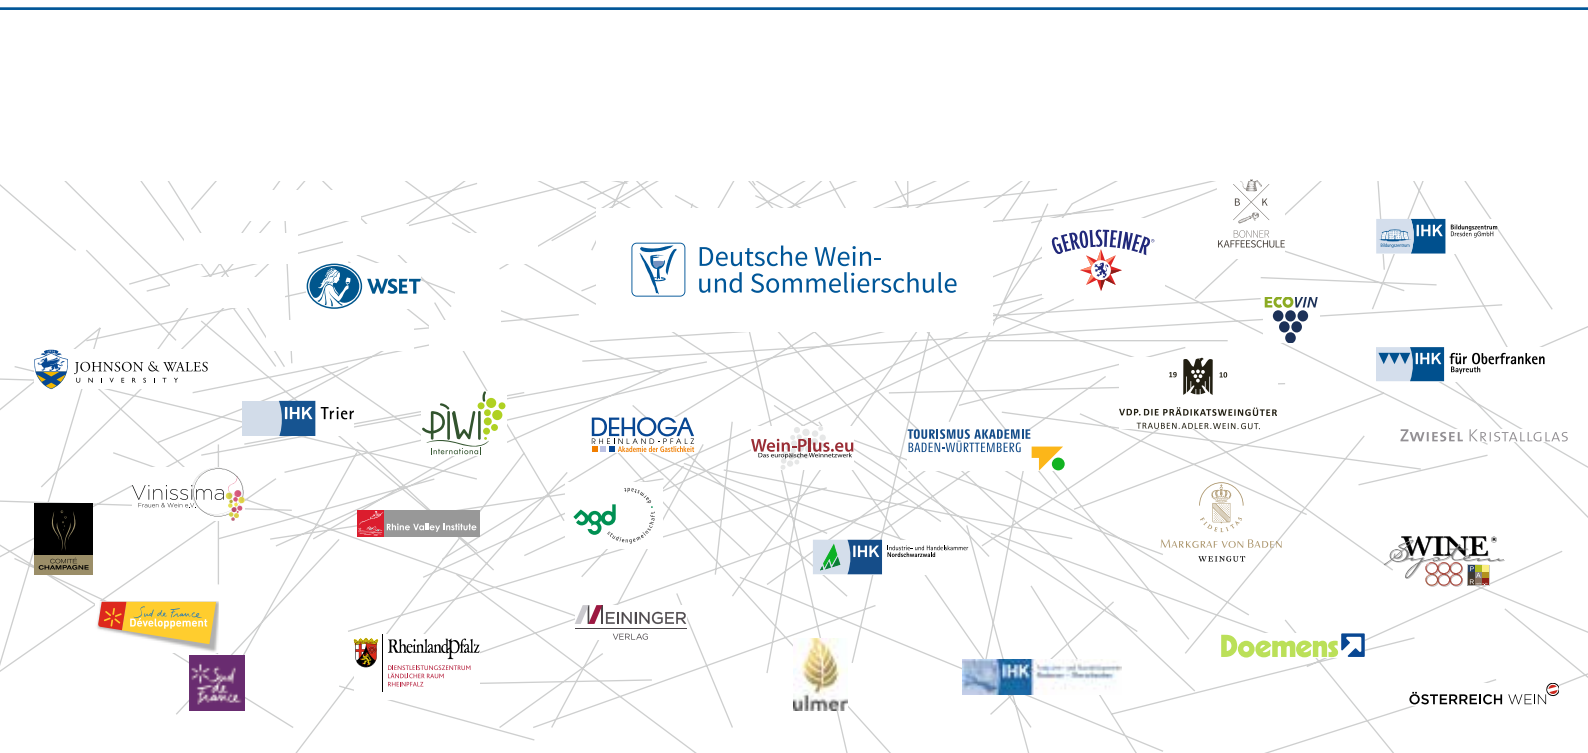 B K
BONNER
KAFFEESCHULE
GEROLSTEINER
IHK
Bildungszentrum
Bildungszentrum
Dresden gGmbH
Deutsche Wein-
und Sommelierschule
WSET
ECOVIN
JOHNSON & WALES
UNIVERSITY
IHK Trier
PIWI
International
DEHOGA
RHEINLAND-PFALZ
Akademie der Gastlichkeit
Wein-Plus.eu
Das europäische Weinnetzwerk
TOURISMUS AKADEMIE
BADEN-WÜRTTEMBERG
19 10
VDP. DIE PRÄDIKATSWEINGÜTER
TRAUBEN.ADLER.WEIN.GUT.
IHK für Oberfranken
Bayreuth
ZWIESEL KRISTALLGLAS
Vinissima
Frauen & Wein e.V.
COMITÉ
CHAMPAGNE
Rhine Valley Institute
sgd
studiengemeinschaft
IHK
Industrie- und Handelskammer
Nordschwarzwald
FIDELITAS
MARKGRAF VON BADEN
WEINGUT
WINE®
System
P
A
R
Sud de France
Développement
Sud
de
France
RheinlandPfalz
DIENSTLEISTUNGSZENTRUM
LÄNDLICHER RAUM
RHEINPFALZ
MEININGER
VERLAG
ulmer
IHK
Doemens
ÖSTERREICH WEIN